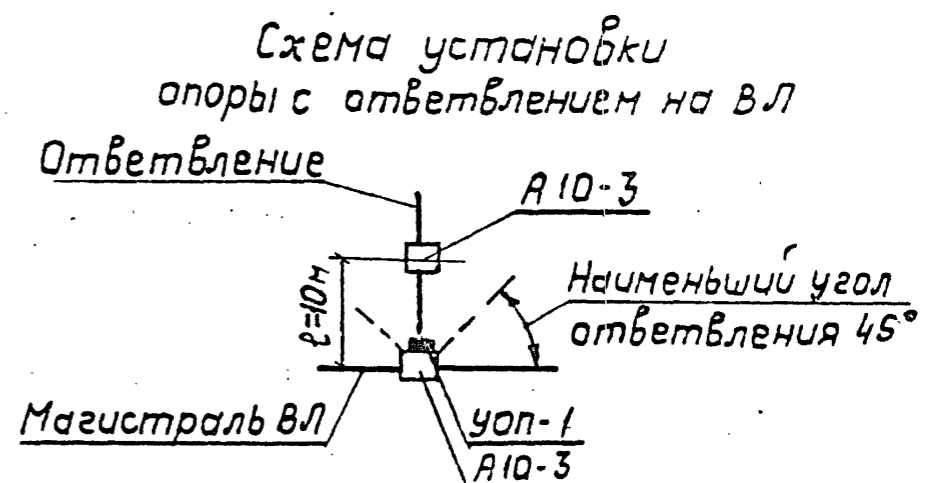 Схема установки
опоры с ответвлением на ВЛ
Ответвление
А10-3
ℓ=10м
Наименьший угол
ответвления 45°
Магистраль ВЛ
УОП-1
А10-3